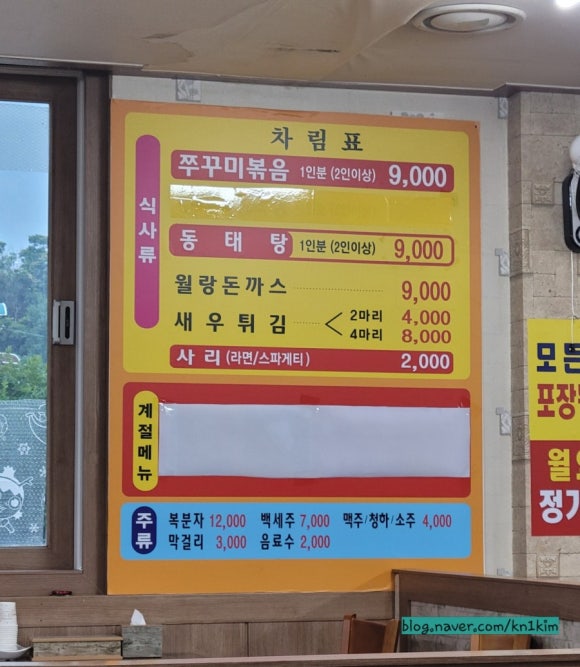 차림표
식사류
쭈꾸미볶음 1인분 (2인이상) 9,000
동태탕 1인분 (2인이상) 9,000
월랑돈까스 9,000
새우튀김 < 2마리 4,000
4마리 8,000
사리 (라면/스파게티) 2,000
계절메뉴
주류
복분자 12,000 백세주 7,000 맥주/청하/소주 4,000
막걸리 3,000 음료수 2,000
모든
포장
월
정기
blog.naver.com/kn1kim